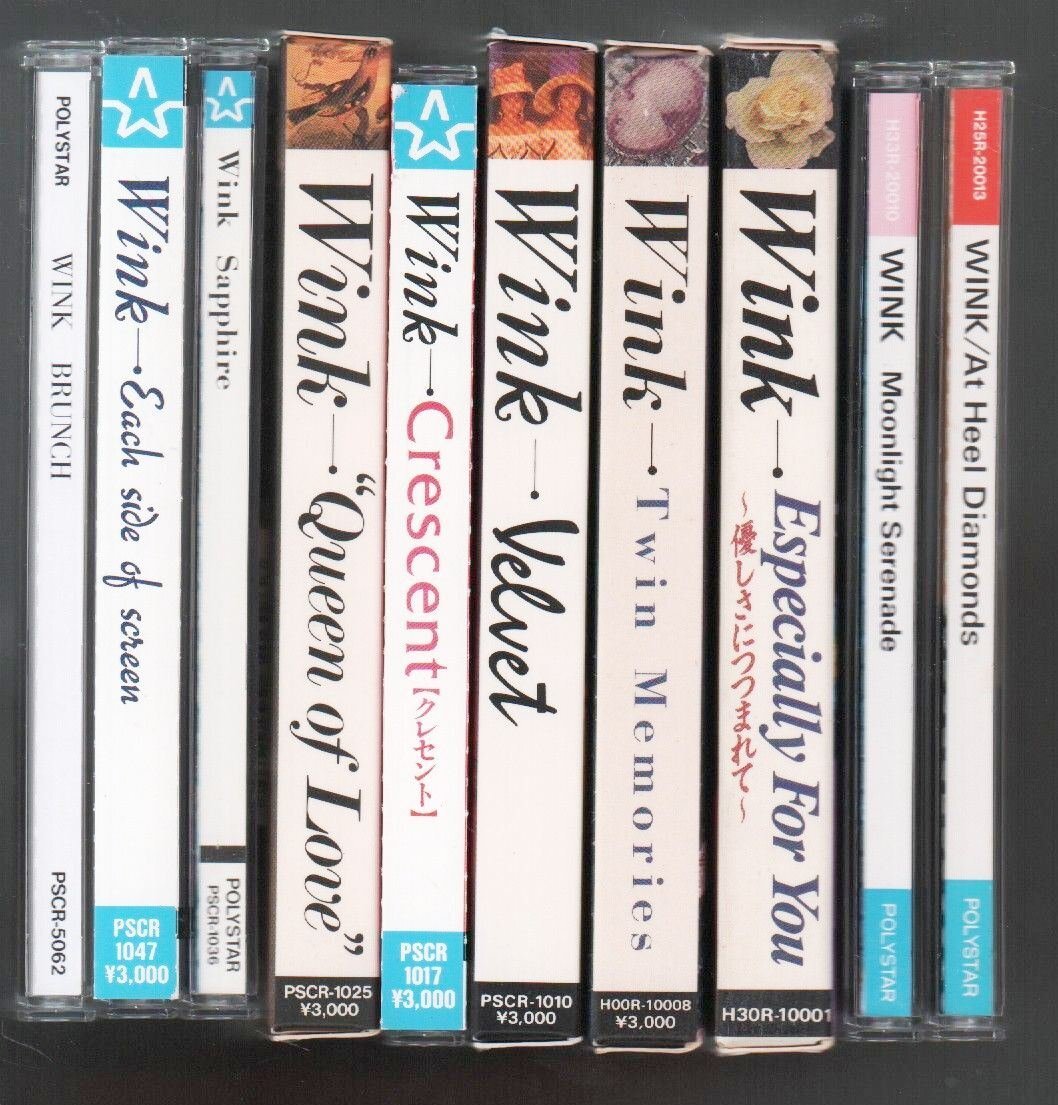 POLYSTAR
WINK BRUNCH
PSCR-5062
Wink
Each side of screen
PSCR
1047
¥3,000
Wink Sapphire
POLYSTAR
PSCR-1036
Wink
"Queen of Love"
PSCR-1025
¥3,000
Wink
Crescent
【クレセント】
PSCR
1017
¥3,000
Wink
Velvet
PSCR-1010
¥3,000
Wink
Twin Memories
H00R-10008
¥3,000
Wink
Especially For You
～優しさにつつまれて～
H30R-10001
H33R-20010
WINK Moonlight Serenade
POLYSTAR
H25R-20013
WINK/At Heel Diamonds
POLYSTAR